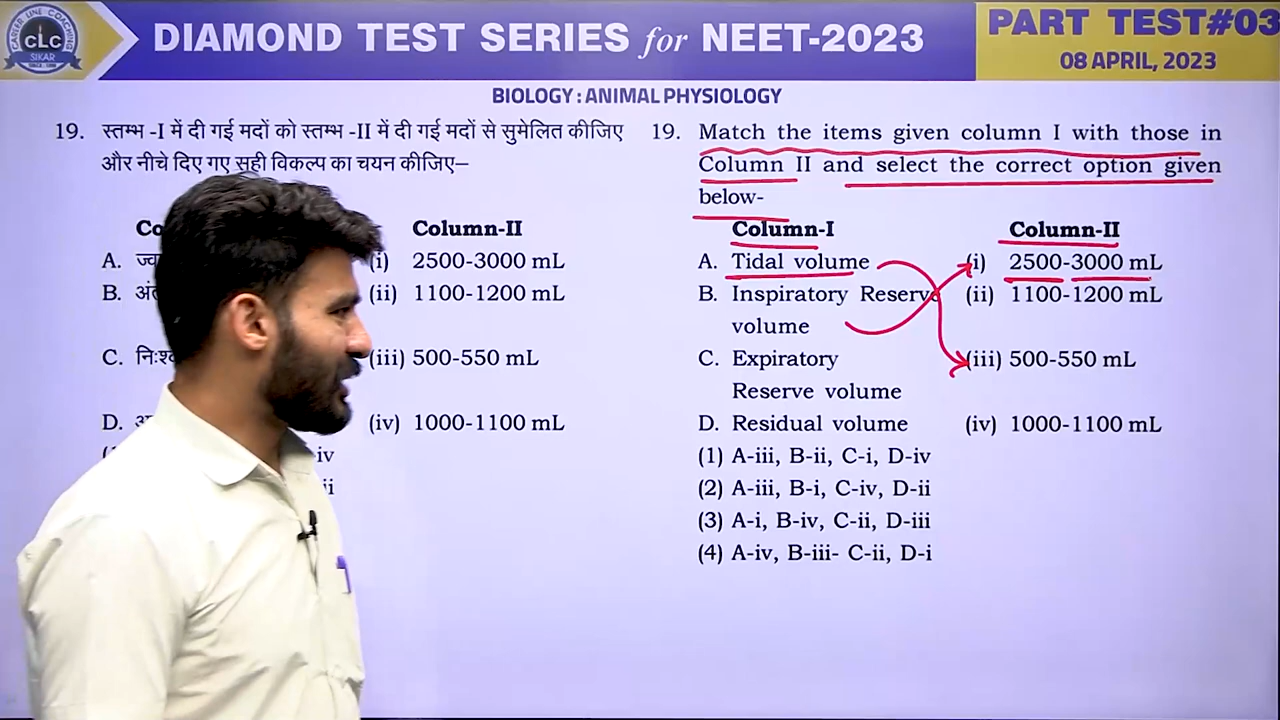 CAREER LINE COACHING
CLC
SIKAR
SINCE - 1996
DIAMOND TEST SERIES for NEET-2023
PART TEST#03
08 APRIL, 2023
BIOLOGY : ANIMAL PHYSIOLOGY
19. स्तम्भ -I में दी गई मदों को स्तम्भ -II में दी गई मदों से सुमेलित कीजिए
और नीचे दिए गए सही विकल्प का चयन कीजिए–
Column-II
A.
(i) 2500-3000 mL
B.
(ii) 1100-1200 mL
C.
(iii) 500-550 mL
D.
(iv) 1000-1100 mL
iv
ii
19. Match the items given column I with those in
Column II and select the correct option given
below-
Column-I Column-II
A. Tidal volume (i) 2500-3000 mL
B. Inspiratory Reserve (ii) 1100-1200 mL
volume
C. Expiratory (iii) 500-550 mL
Reserve volume
D. Residual volume (iv) 1000-1100 mL
(1) A-iii, B-ii, C-i, D-iv
(2) A-iii, B-i, C-iv, D-ii
(3) A-i, B-iv, C-ii, D-iii
(4) A-iv, B-iii- C-ii, D-i